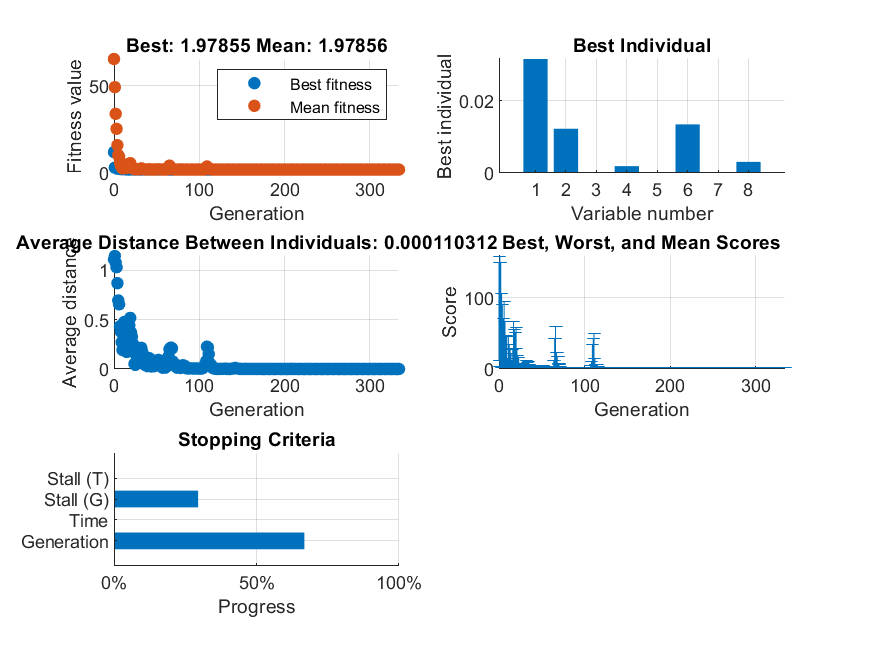 Best: 1.97855 Mean: 1.97856
Fitness value
50
0
Best fitness
Mean fitness
0 100 200 300
Generation
Best Individual
Best individual
0.02
0
1 2 3 4 5 6 7 8
Variable number
Average Distance Between Individuals: 0.000110312
Average distance
1
0.5
0
0 100 200 300
Generation
Best, Worst, and Mean Scores
Score
100
0
0 100 200 300
Generation
Stopping Criteria
Stall (T)
Stall (G)
Time
Generation
0% 50% 100%
Progress